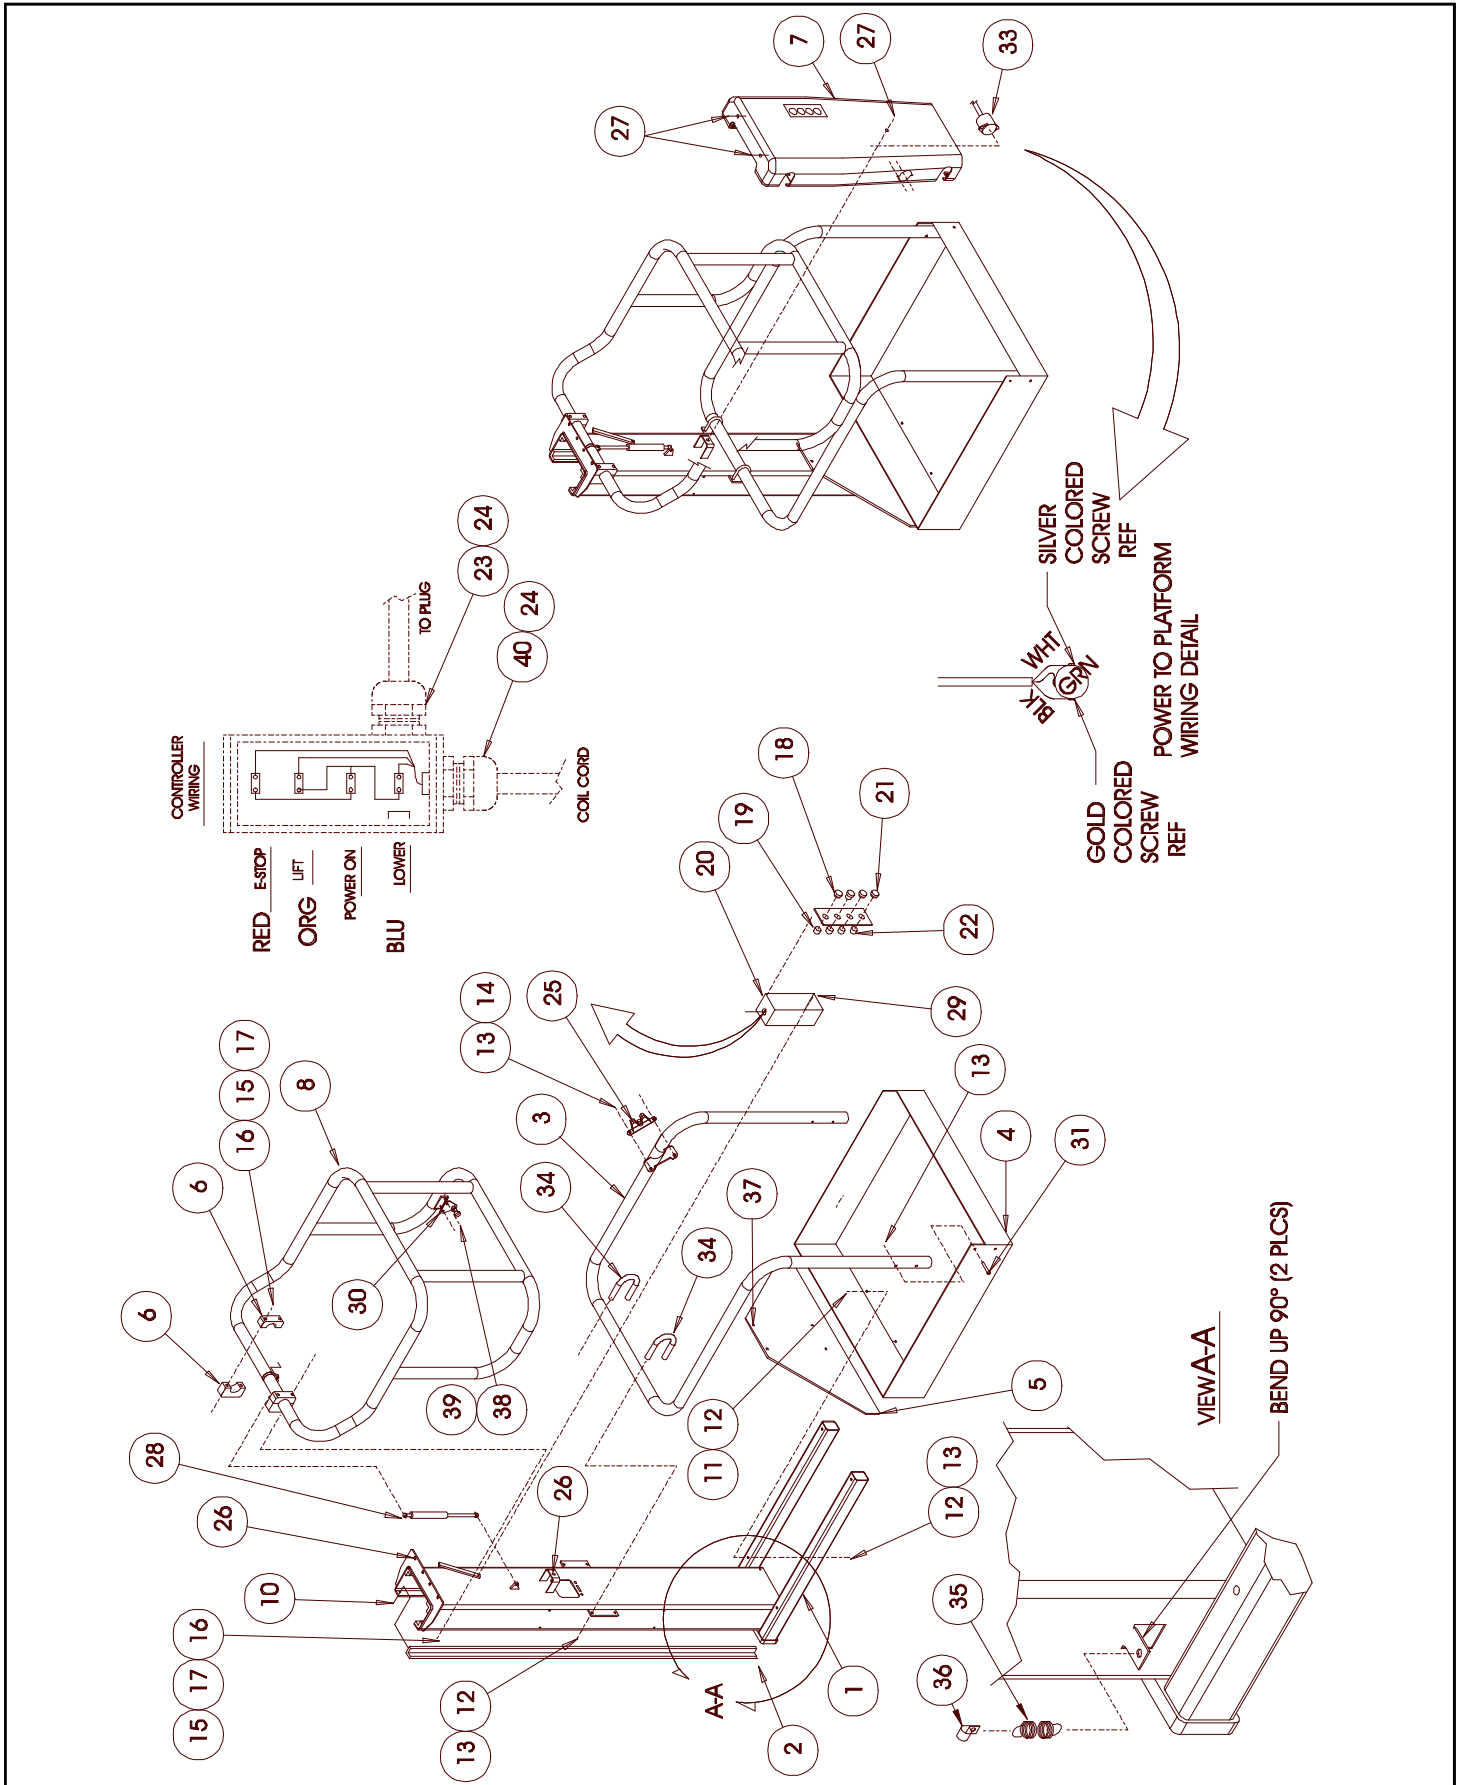 6
6
16
15
17
8
28
26
10
15
17
16
13
12
26
30
39
38
A-A
2
1
34
34
3
13
14
25
37
11
12
12
13
5
4
31
13
20
29
19
18
21
22
CONTROLLER
WIRING
RED
E-STOP
ORG
LIFT
POWER ON
BLU
LOWER
TO PLUG
COIL CORD
23
24
40
24
27
7
27
33
36
35
VIEW A-A
BEND UP 90° (2 PLCS)
GOLD
COLORED
SCREW
REF
BLK
WHT
GRN
SILVER
COLORED
SCREW
REF
POWER TO PLATFORM
WIRING DETAIL